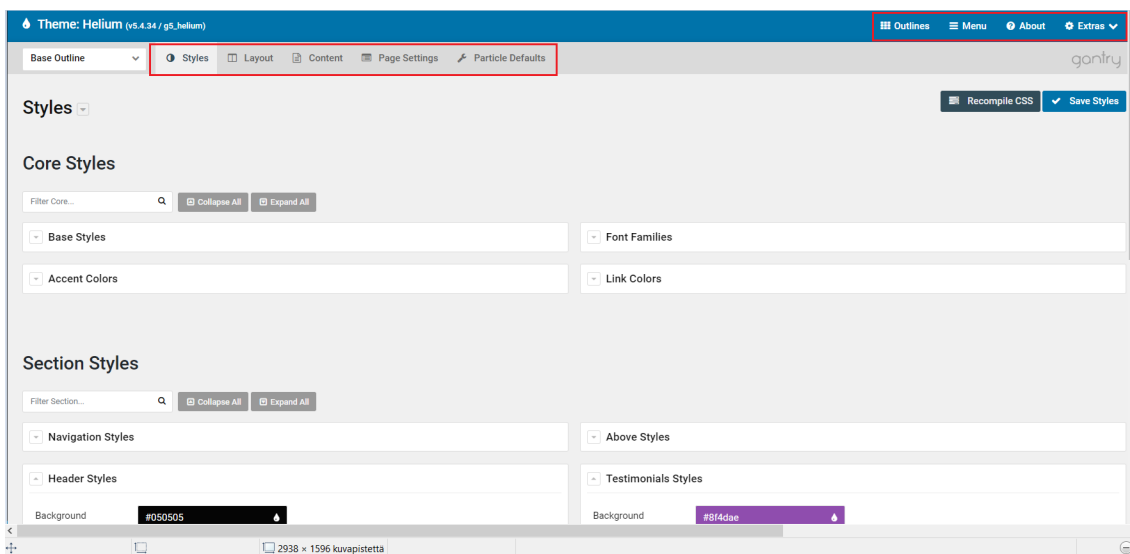 Theme: Helium (v5.4.34 / g5_helium)
Outlines Menu About Extras
Base Outline Styles Layout Content Page Settings Particle Defaults gantry
Styles Recompile CSS Save Styles
Core Styles
Filter Core... Collapse All Expand All
Base Styles Font Families
Accent Colors Link Colors
Section Styles
Filter Section... Collapse All Expand All
Navigation Styles Above Styles
Header Styles Testimonials Styles
Background #050505 Background #8f4dae
2938 × 1596 kuvapistettä